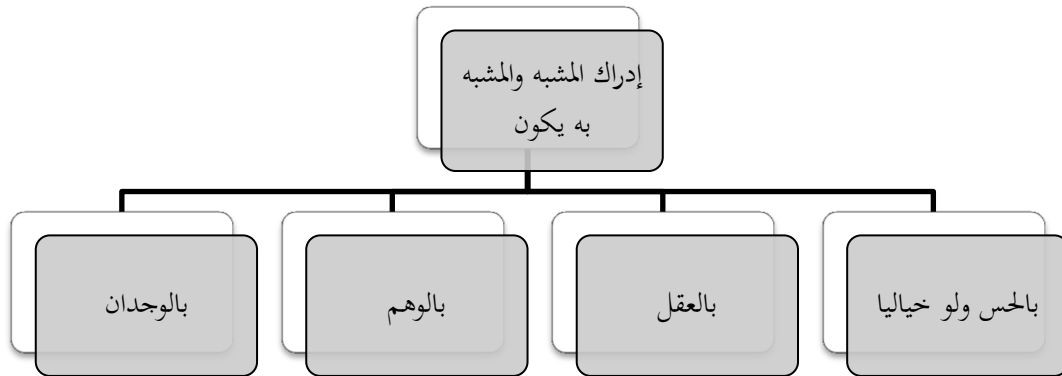 إدراك المشبه والمشبه
به يكون
بالحس ولو خياليا
بالعقل
بالوهم
بالوجدان